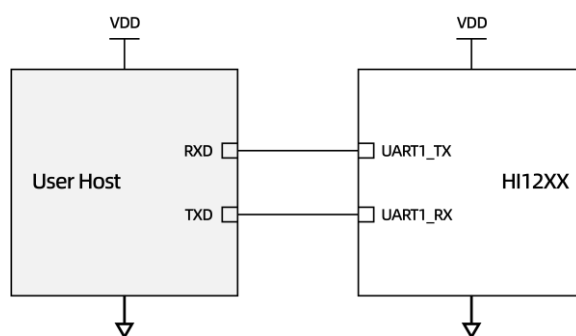 VDD VDD
RXD UART1_TX
User Host HI12XX
TXD UART1_RX